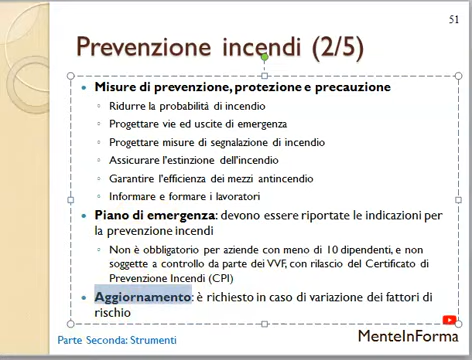 51
Prevenzione incendi (2/5)
Misure di prevenzione, protezione e precauzione
Ridurre la probabilità di incendio
Progettare vie ed uscite di emergenza
Progettare misure di segnalazione di incendio
Assicurare l'estinzione dell'incendio
Garantire l'efficienza dei mezzi antincendio
Informare e formare i lavoratori
Piano di emergenza: devono essere riportate le indicazioni per
la prevenzione incendi
Non è obbligatorio per aziende con meno di 10 dipendenti, e non
soggette a controllo da parte dei VVF, con rilascio del Certificato di
Prevenzione Incendi (CPI)
Aggiornamento: è richiesto in caso di variazione dei fattori di
rischio
Parte Seconda: Strumenti
MenteInForma